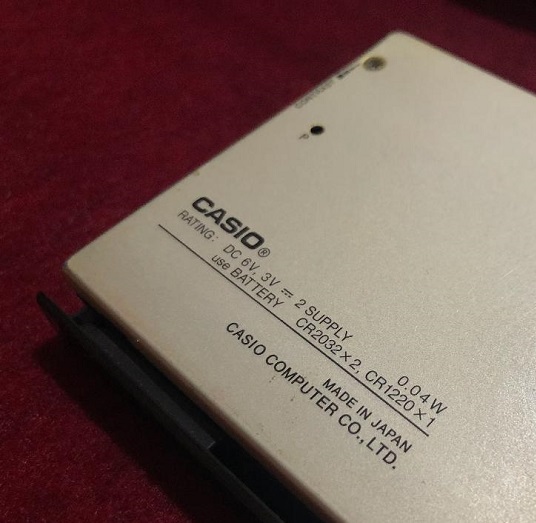 P
CASIO®
RATING: DC 6V, 3V ⎓ 2 SUPPLY 0.04W
use BATTERY CR2032×2, CR1220×1
MADE IN JAPAN
CASIO COMPUTER CO., LTD.